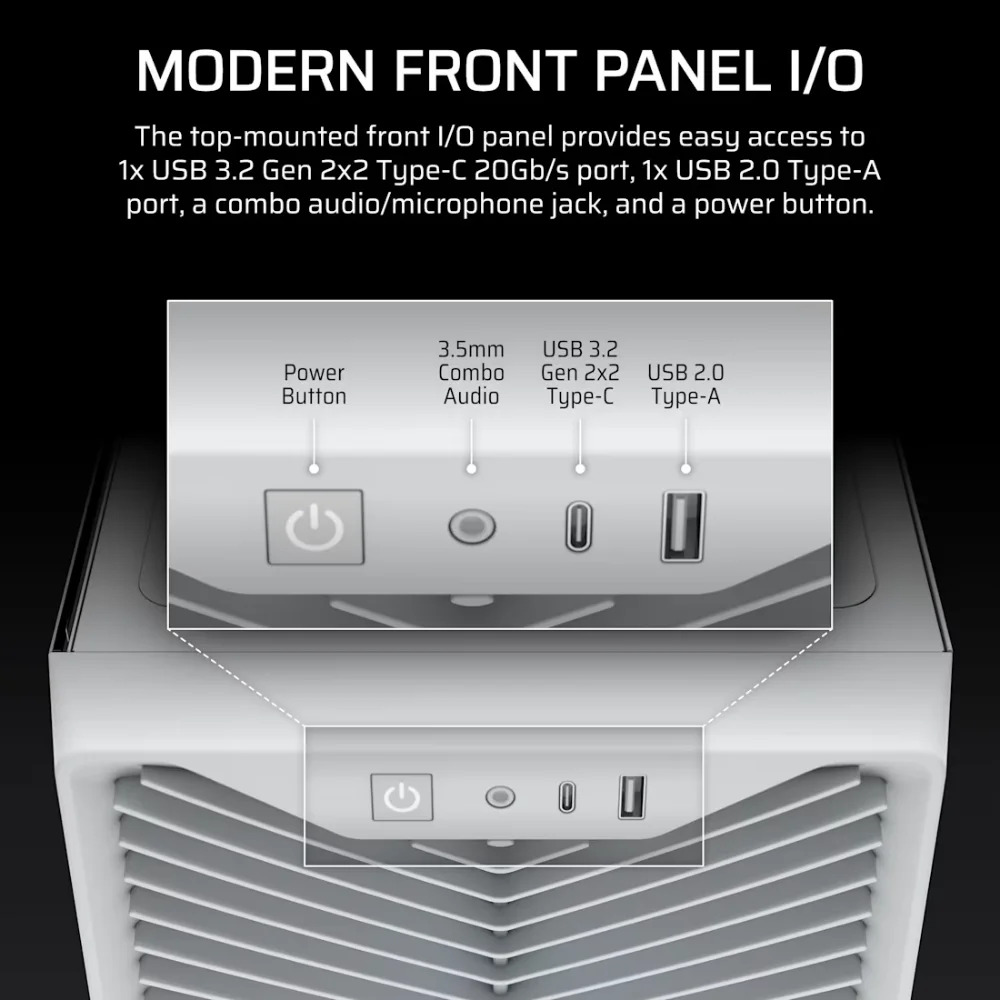 MODERN FRONT PANEL I/O
The top-mounted front I/O panel provides easy access to
1x USB 3.2 Gen 2x2 Type-C 20Gb/s port, 1x USB 2.0 Type-A
port, a combo audio/microphone jack, and a power button.
Power
Button
3.5mm
Combo
Audio
USB 3.2
Gen 2x2
Type-C
USB 2.0
Type-A